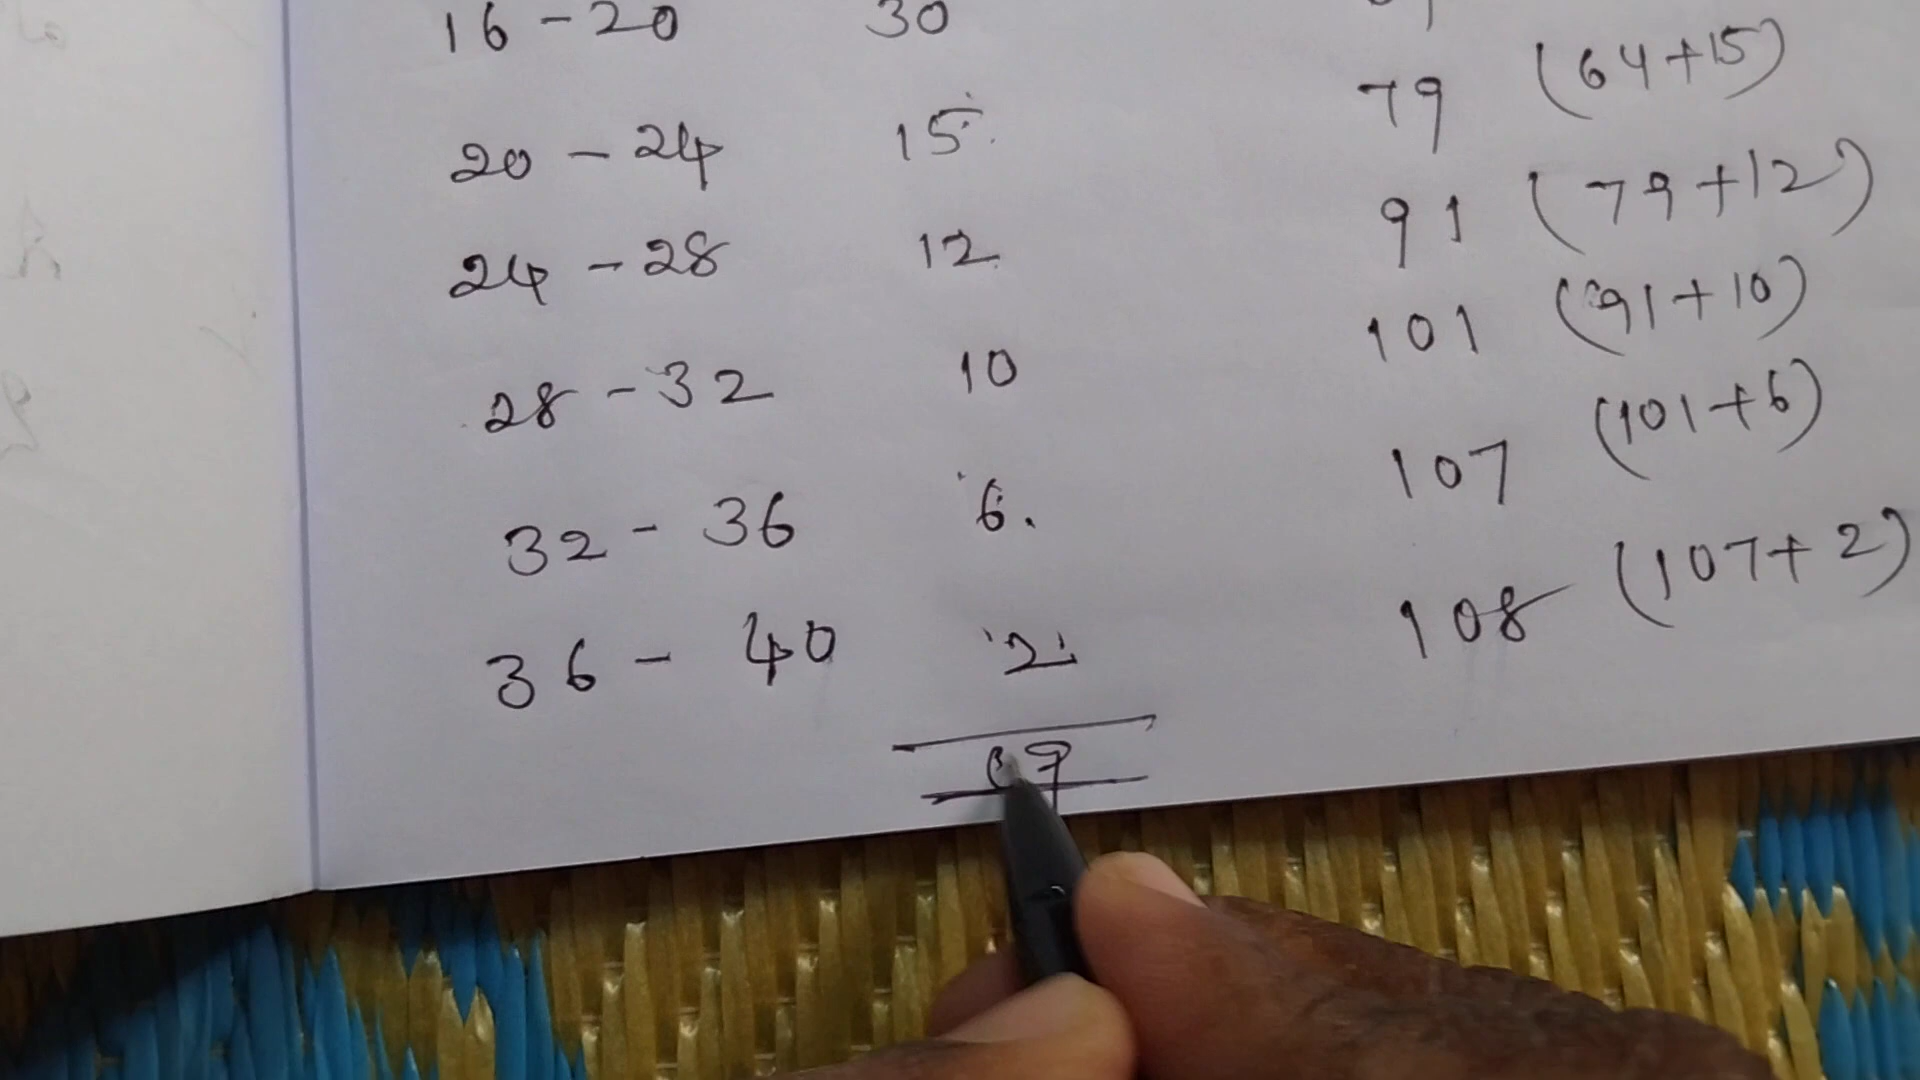 16 - 20 30
20 - 24 15 79 (64+15)
24 - 28 12 91 (79+12)
28 - 32 10 101 (91+10)
32 - 36 6. 107 (101+6)
36 - 40 2 108 (107+2)